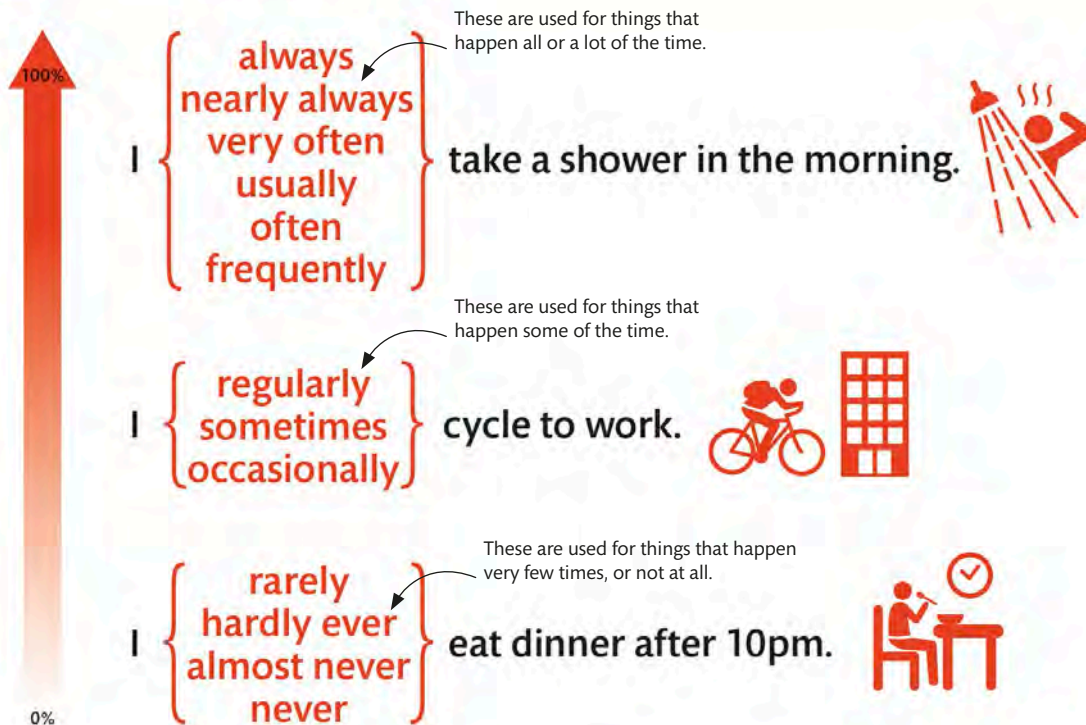 These are used for things that
happen all or a lot of the time.
100%
always
nearly always
very often
I
usually
often
frequently
take a shower in the morning.
These are used for things that
happen some of the time.
I
regularly
sometimes
occasionally
cycle to work.
These are used for things that happen
very few times, or not at all.
I
rarely
hardly ever
almost never
never
eat dinner after 10pm.
0%